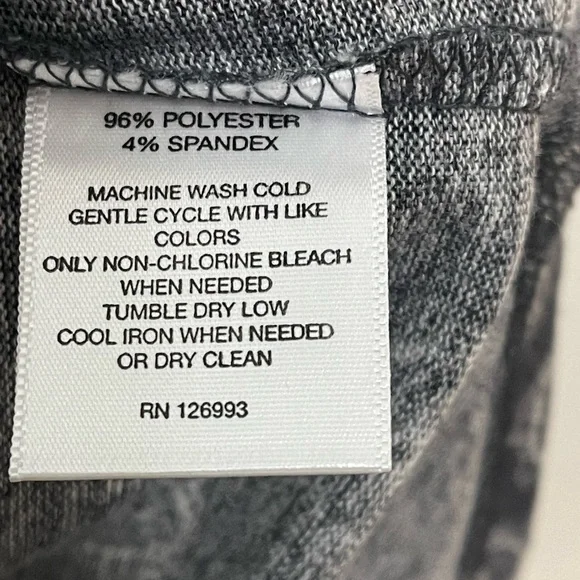 96% POLYESTER
4% SPANDEX
MACHINE WASH COLD
GENTLE CYCLE WITH LIKE
COLORS
ONLY NON-CHLORINE BLEACH
WHEN NEEDED
TUMBLE DRY LOW
COOL IRON WHEN NEEDED
OR DRY CLEAN
RN 126993